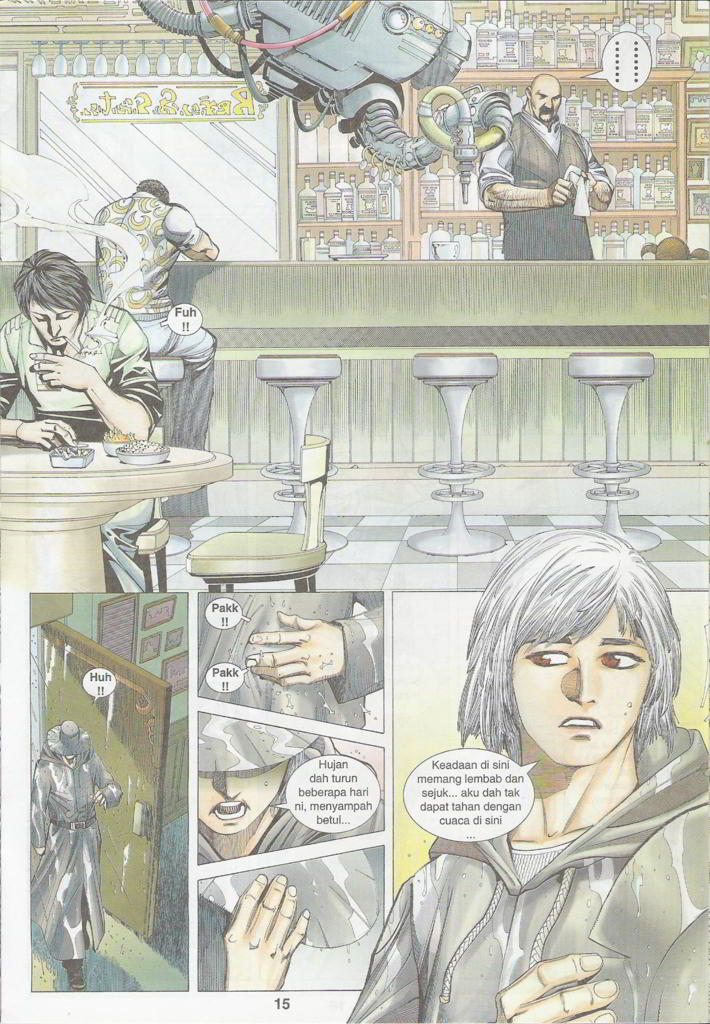 ......
Fuh
!!
Huh
!!
Pakk
!!
Pakk
!!
Hujan
dah turun
beberapa hari
ni, menyampah
betul...
Keadaan di sini
memang lembab dan
sejuk... aku dah tak
dapat tahan dengan
cuaca di sini
...
15